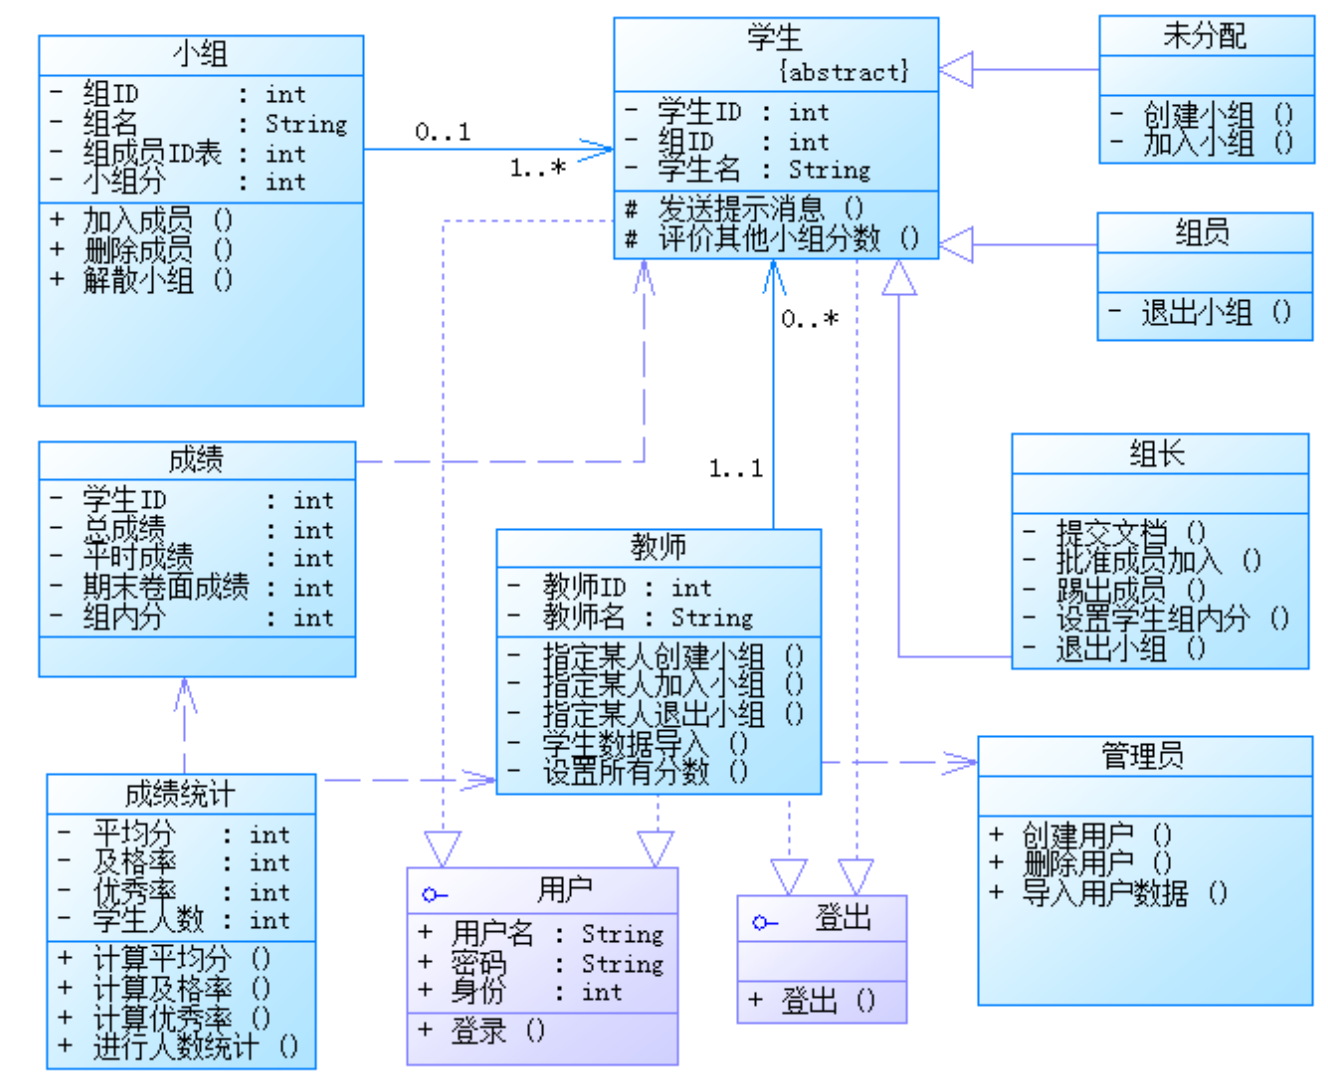 小组
- 组ID : int
- 组名 : String
- 组成员ID表 : int
- 小组分 : int
+ 加入成员 ()
+ 删除成员 ()
+ 解散小组 ()
0..1
1..*
学生
{abstract}
- 学生ID : int
- 组ID : int
- 学生名 : String
# 发送提示消息 ()
# 评价其他小组分数 ()
未分配
- 创建小组 ()
- 加入小组 ()
组员
- 退出小组 ()
0..*
1..1
组长
- 提交文档 ()
- 批准成员加入 ()
- 踢出成员 ()
- 设置学生组内分 ()
- 退出小组 ()
成绩
- 学生ID : int
- 总成绩 : int
- 平时成绩 : int
- 期末卷面成绩 : int
- 组内分 : int
教师
- 教师ID : int
- 教师名 : String
- 指定某人创建小组 ()
- 指定某人加入小组 ()
- 指定某人退出小组 ()
- 学生数据导入 ()
- 设置所有分数 ()
管理员
+ 创建用户 ()
+ 删除用户 ()
+ 导入用户数据 ()
成绩统计
- 平均分 : int
- 及格率 : int
- 优秀率 : int
- 学生人数 : int
+ 计算平均分 ()
+ 计算及格率 ()
+ 计算优秀率 ()
+ 进行人数统计 ()
用户
+ 用户名 : String
+ 密码 : String
+ 身份 : int
+ 登录 ()
登出
+ 登出 ()